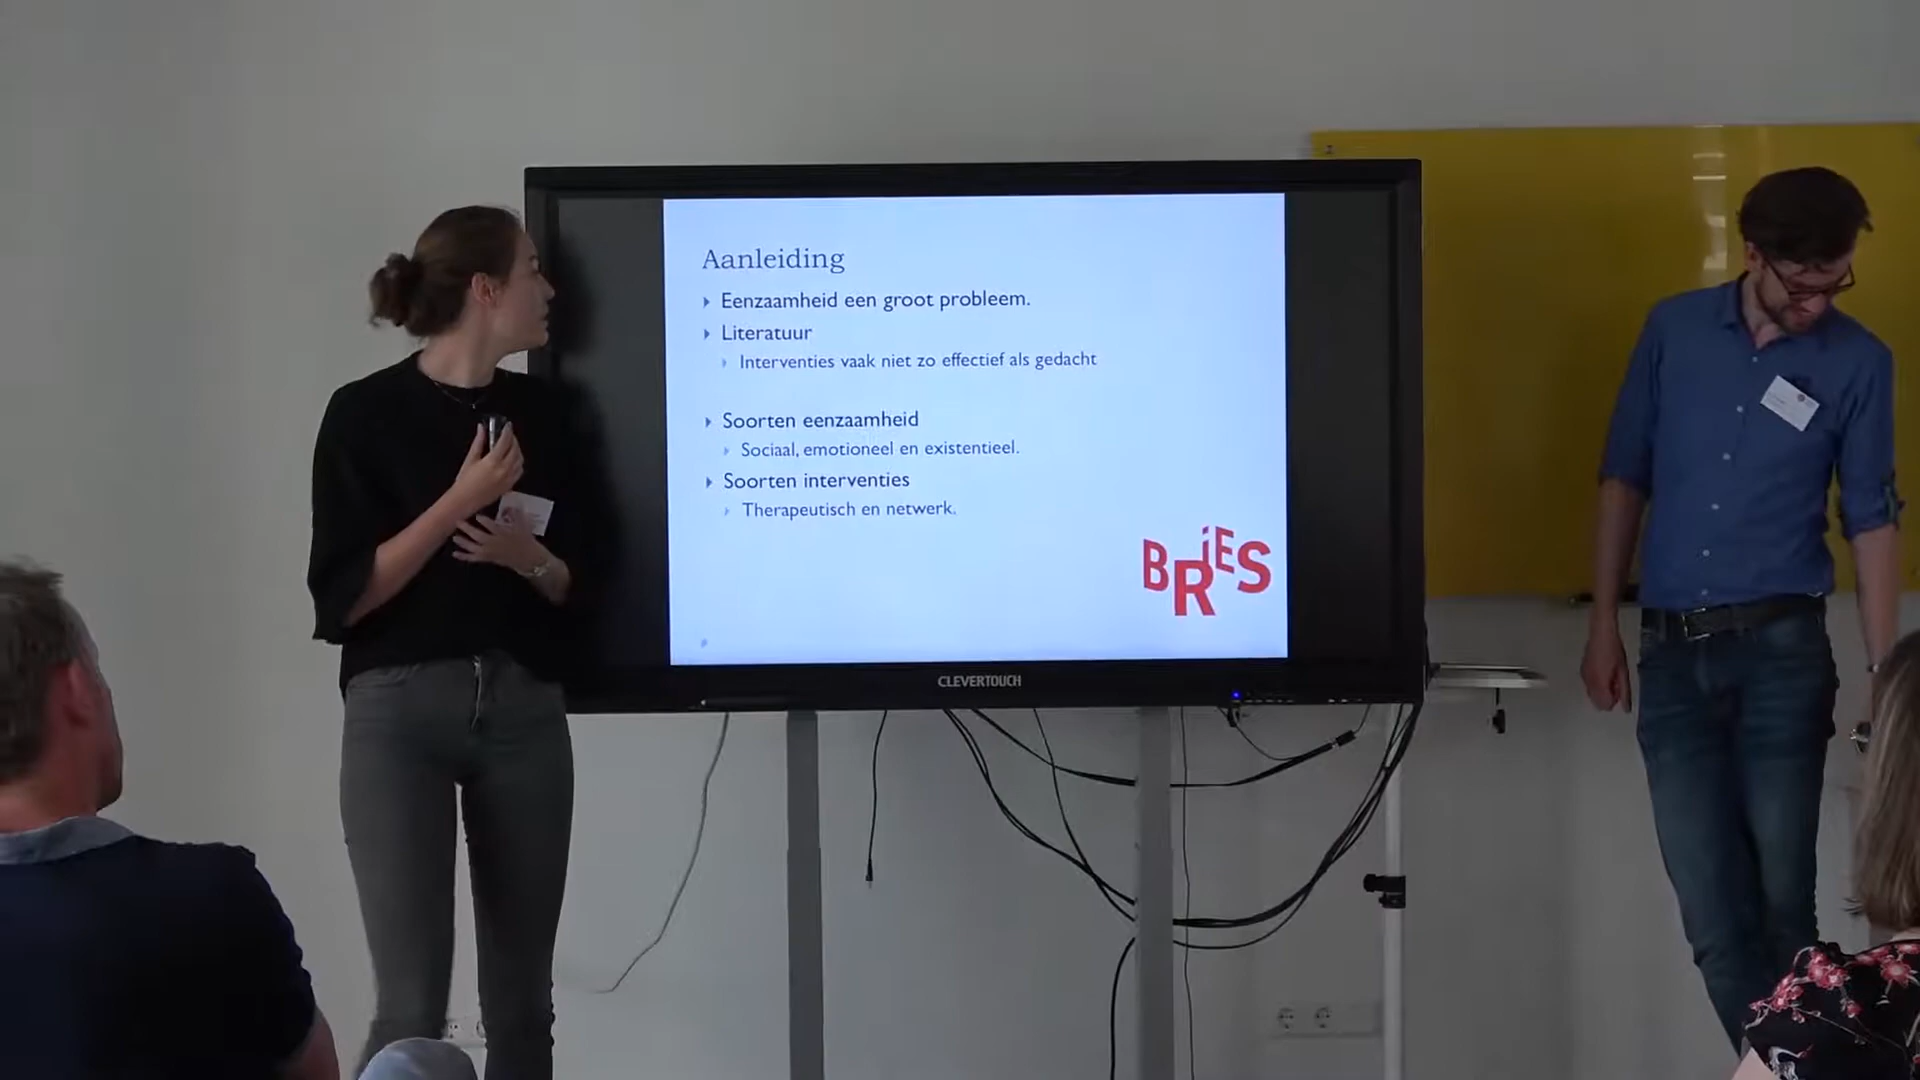 Aanleiding
Eenzaamheid een groot probleem.
Literatuur
Interventies vaak niet zo effectief als gedacht
Soorten eenzaamheid
Sociaal, emotioneel en existentieel.
Soorten interventies
Therapeutisch en netwerk.
BRiES
CLEVERTOUCH